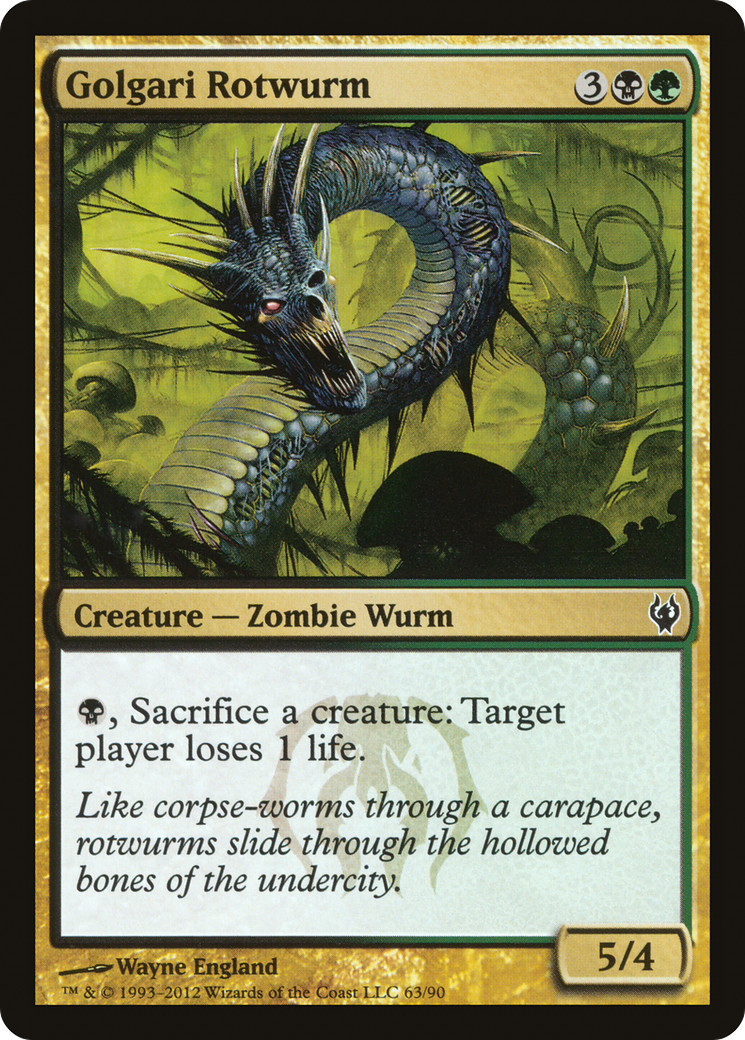 Golgari Rotwurm 3
Creature — Zombie Wurm
, Sacrifice a creature: Target
player loses 1 life.
Like corpse-worms through a carapace,
rotwurms slide through the hollowed
bones of the undercity.
5/4
Wayne England
™ & © 1993–2012 Wizards of the Coast LLC 63/90